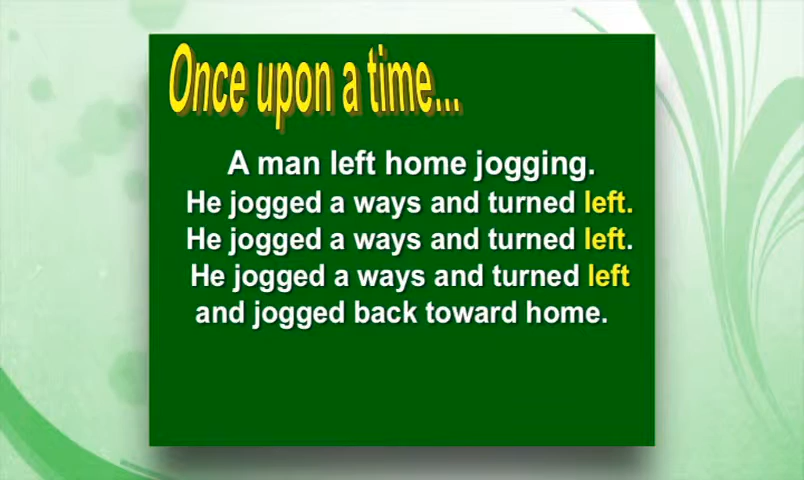 Once upon a time...
A man left home jogging.
He jogged a ways and turned left.
He jogged a ways and turned left.
He jogged a ways and turned left
and jogged back toward home.